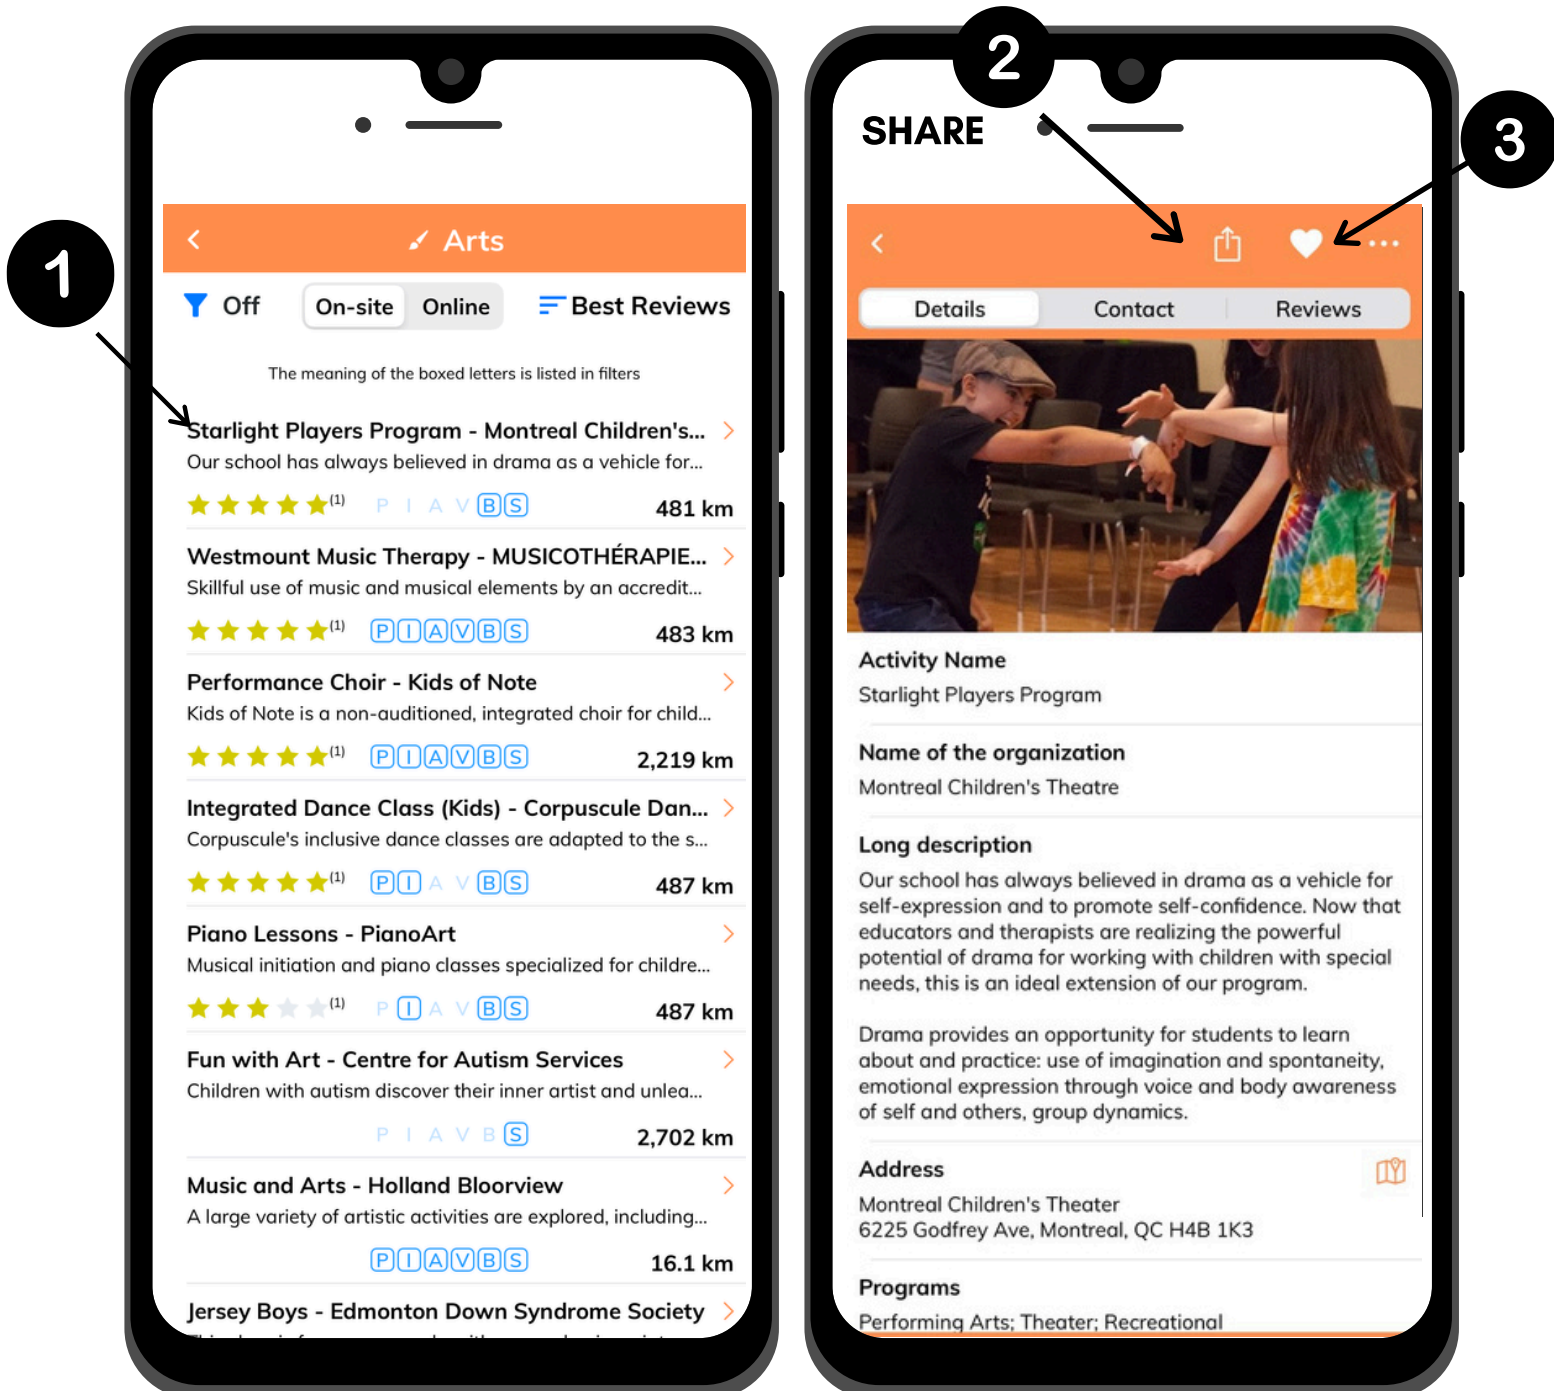 1
Arts
Off
On-site
Online
Best Reviews
The meaning of the boxed letters is listed in filters
Starlight Players Program - Montreal Children's...
Our school has always believed in drama as a vehicle for...
(1) P I A V B S 481 km
Westmount Music Therapy - MUSICOTHÉRAPIE...
Skillful use of music and musical elements by an accredit...
(1) P I A V B S 483 km
Performance Choir - Kids of Note
Kids of Note is a non-auditioned, integrated choir for child...
(1) P I A V B S 2,219 km
Integrated Dance Class (Kids) - Corpuscule Dan...
Corpuscule's inclusive dance classes are adapted to the s...
(1) P I A V B S 487 km
Piano Lessons - PianoArt
Musical initiation and piano classes specialized for childre...
(1) P I A V B S 487 km
Fun with Art - Centre for Autism Services
Children with autism discover their inner artist and unlea...
P I A V B S 2,702 km
Music and Arts - Holland Bloorview
A large variety of artistic activities are explored, including...
P I A V B S 16.1 km
Jersey Boys - Edmonton Down Syndrome Society
2
3
SHARE
Details
Contact
Reviews
Activity Name
Starlight Players Program
Name of the organization
Montreal Children's Theatre
Long description
Our school has always believed in drama as a vehicle for
self-expression and to promote self-confidence. Now that
educators and therapists are realizing the powerful
potential of drama for working with children with special
needs, this is an ideal extension of our program.
Drama provides an opportunity for students to learn
about and practice: use of imagination and spontaneity,
emotional expression through voice and body awareness
of self and others, group dynamics.
Address
Montreal Children's Theater
6225 Godfrey Ave, Montreal, QC H4B 1K3
Programs
Performing Arts; Theater; Recreational